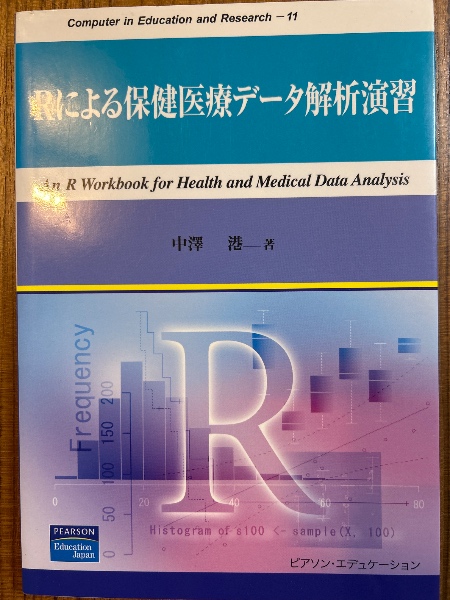 Computer in Education and Research－11
Rによる保健医療データ解析演習
An R Workbook for Health and Medical Data Analysis
中澤　港―著
R
Frequency
0 50 100 150 200
0 20 40 60 80
Histogram of s100 <- sample(X, 100)
PEARSON
Education
Japan
ピアソン・エデュケーション